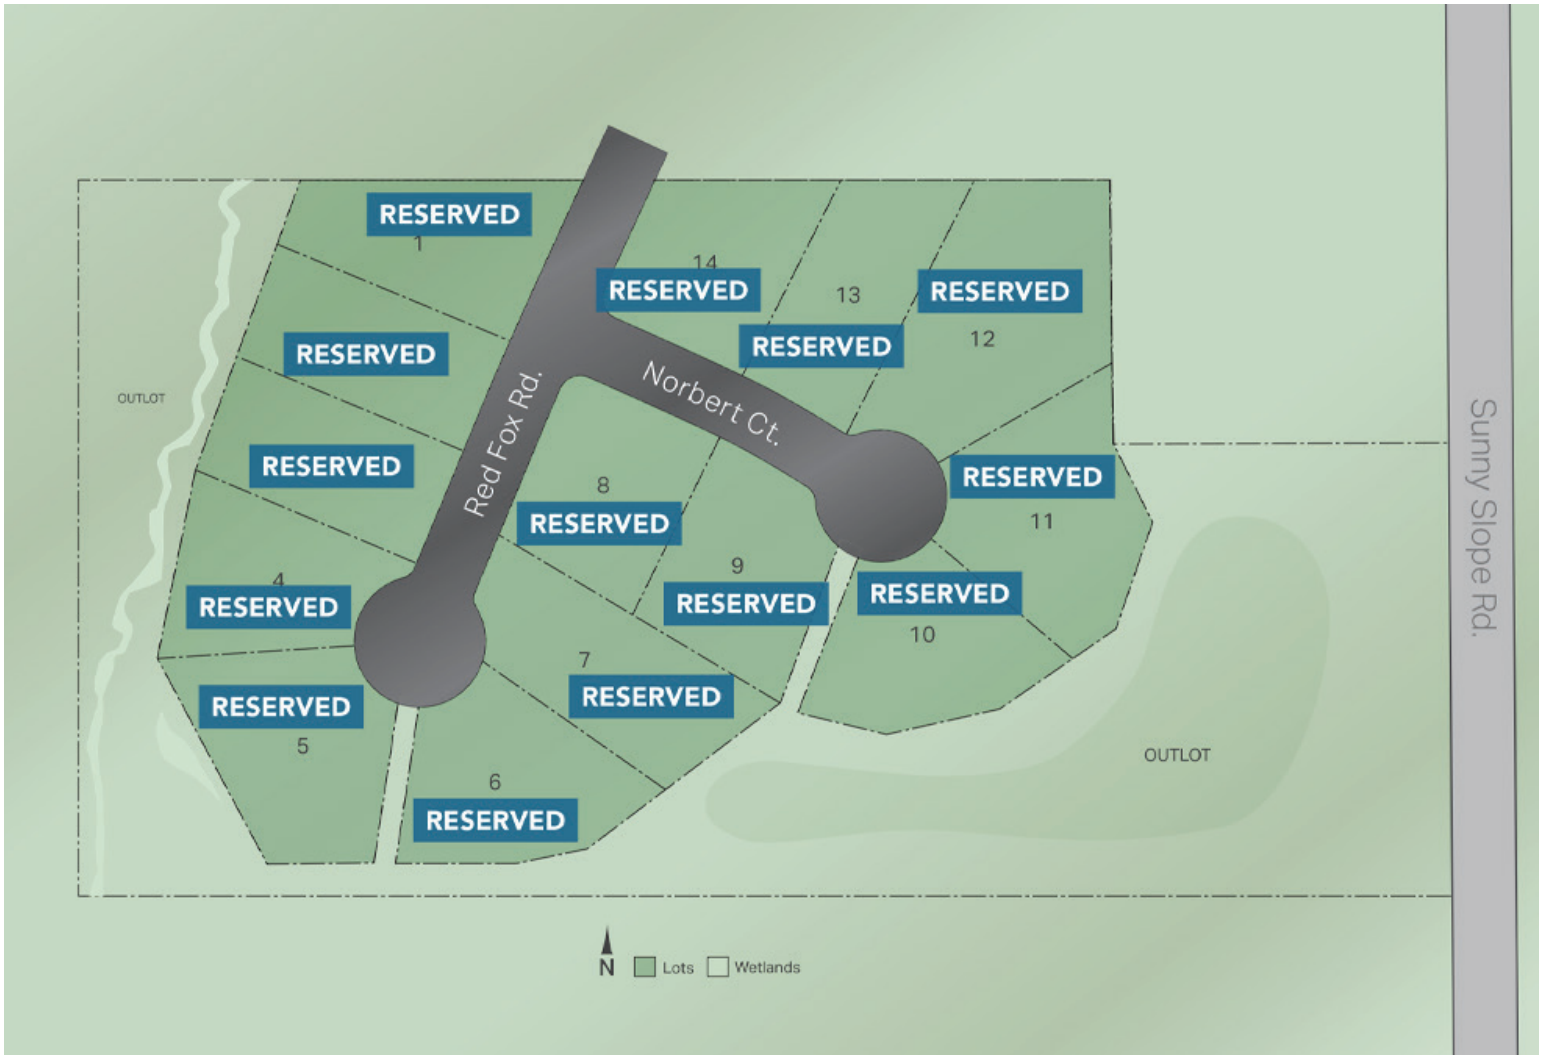 RESERVED
1
RESERVED
RESERVED
4
RESERVED
RESERVED
5
6
RESERVED
7
RESERVED
8
RESERVED
9
RESERVED
RESERVED
10
RESERVED
11
RESERVED
12
13
RESERVED
14
RESERVED
Red Fox Rd.
Norbert Ct.
Sunny Slope Rd.
OUTLOT
OUTLOT
N
Lots
Wetlands